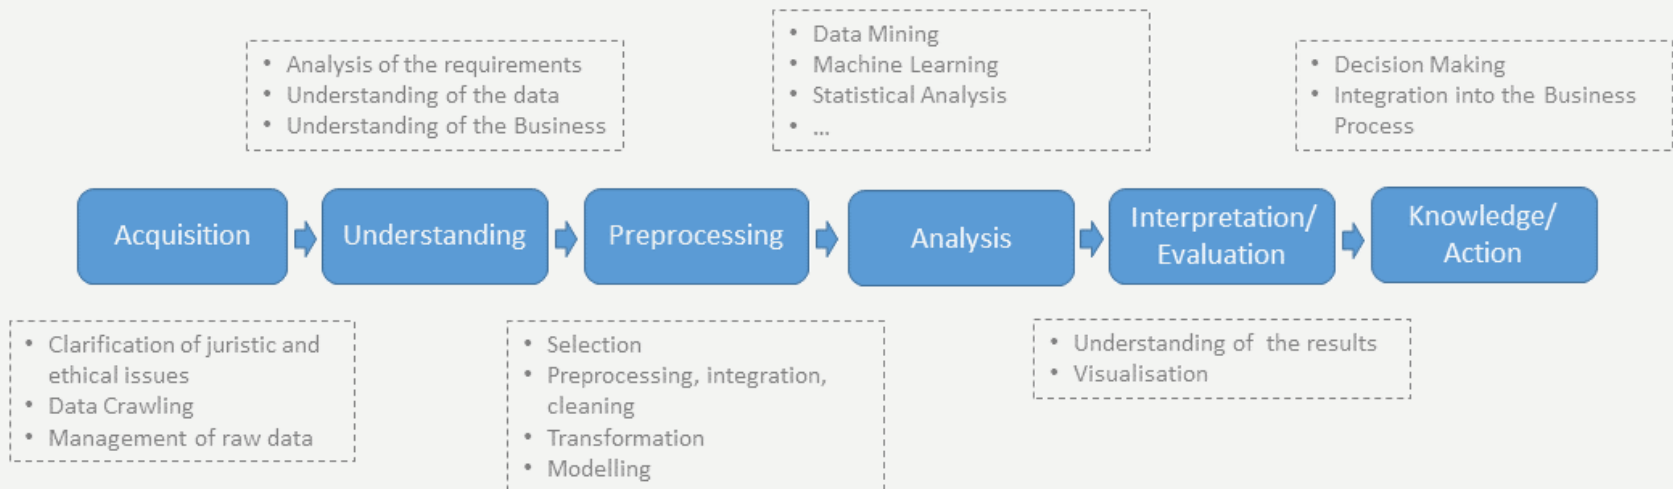 • Data Mining
• Machine Learning
• Statistical Analysis
• ...
• Analysis of the requirements
• Understanding of the data
• Understanding of the Business
• Decision Making
• Integration into the Business
Process
Acquisition
Understanding
Preprocessing
Analysis
Interpretation/
Evaluation
Knowledge/
Action
• Clarification of juristic and
ethical issues
• Data Crawling
• Management of raw data
• Selection
• Preprocessing, integration,
cleaning
• Transformation
• Modelling
• Understanding of the results
• Visualisation